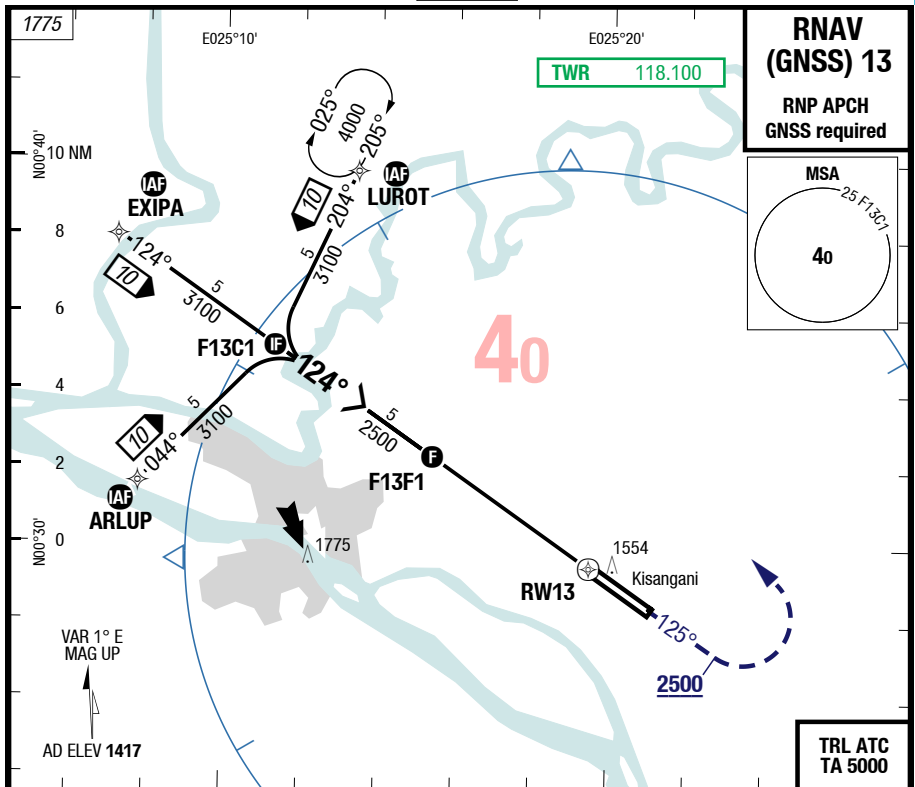 1775
E025°10'
E025°20'
RNAV
(GNSS) 13
RNP APCH
GNSS required
TWR 118.100
MSA
25 F13C1
40
N00°40'
10 NM
8
6
4
2
0
N00°30'
025°
4000
205°
IAF
LUROT
10
204°
5
3100
IAF
EXIPA
124°
10
5
3100
F13C1
IF
124°
40
5
2500
F
F13F1
5
3100
10
044°
IAF
ARLUP
1775
1554
Kisangani
RW13
125°
2500
VAR 1° E
MAG UP
AD ELEV 1417
TRL ATC
TA 5000